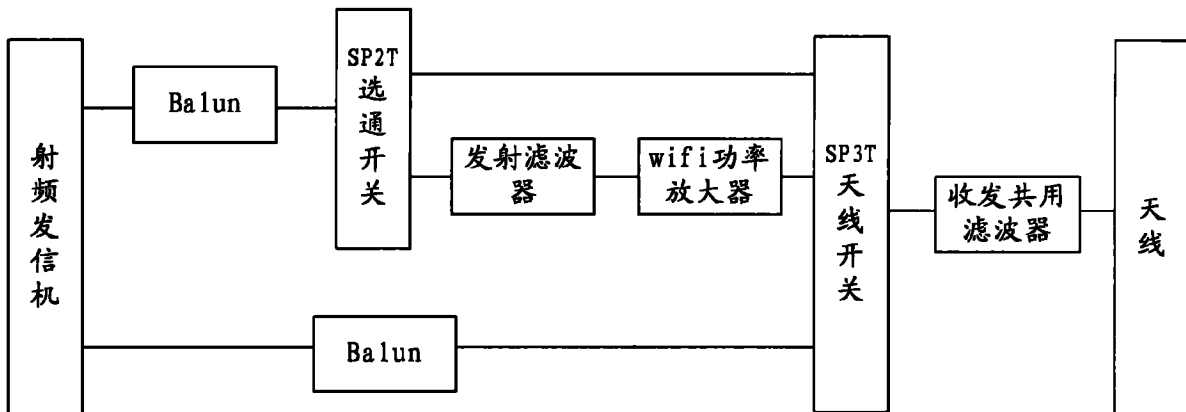 射频发信机
Balun
SP2T
选通开关
发射滤波
器
wifi功率
放大器
SP3T
天线开关
收发共用
滤波器
天线
Balun